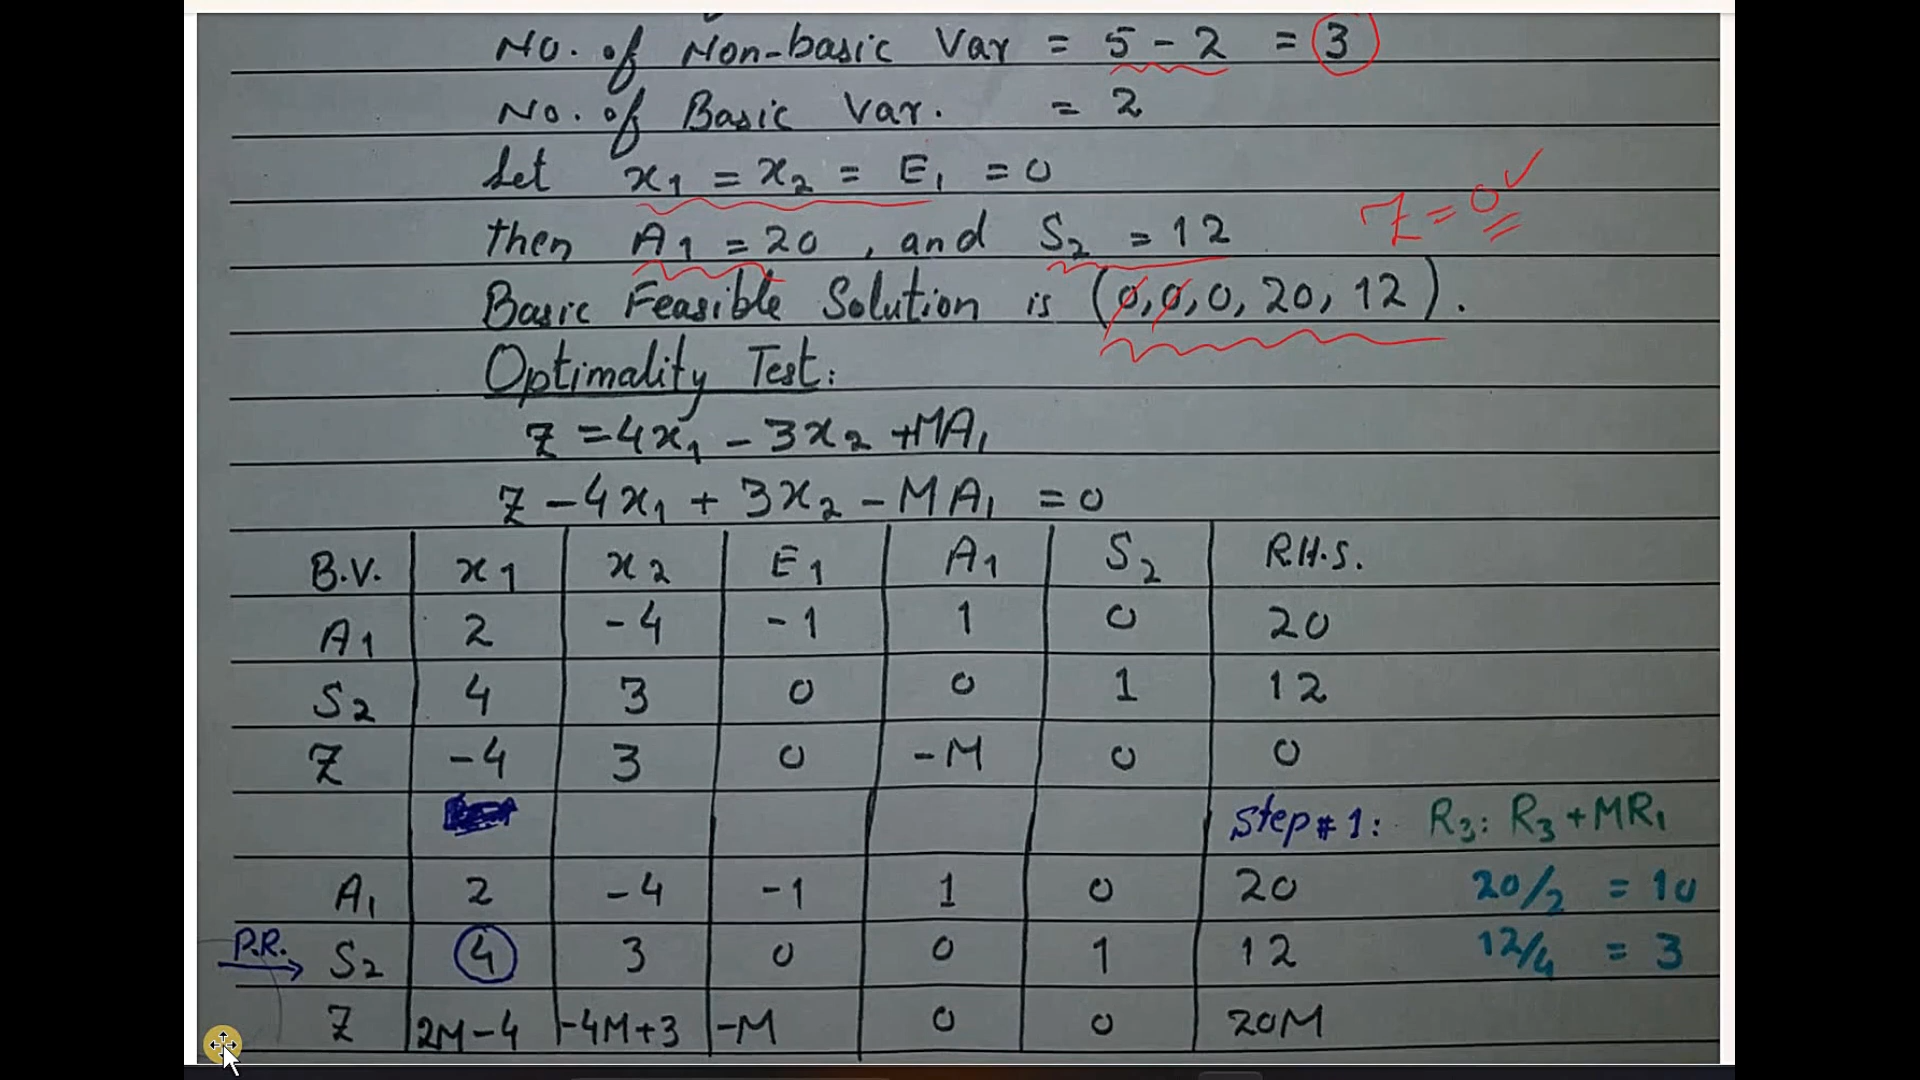 No. of Non-basic Var = 5 - 2 = 3
No. of Basic Var. = 2
Let x1 = x2 = E1 = 0
then A1 = 20, and S2 = 12 Z = 0 ✓
Basic Feasible Solution is (0, 0, 0, 20, 12).
Optimality Test:
Z = 4x1 - 3x2 + MA1
Z - 4x1 + 3x2 - MA1 = 0
B.V. x1 x2 E1 A1 S2 R.H.S.
A1 2 -4 -1 1 0 20
S2 4 3 0 0 1 12
Z -4 3 0 -M 0 0
Step#1: R3: R3 + MR1
A1 2 -4 -1 1 0 20 20/2 = 10
P.R. S2 4 3 0 0 1 12 12/4 = 3
Z 2M-4 -4M+3 -M 0 0 20M